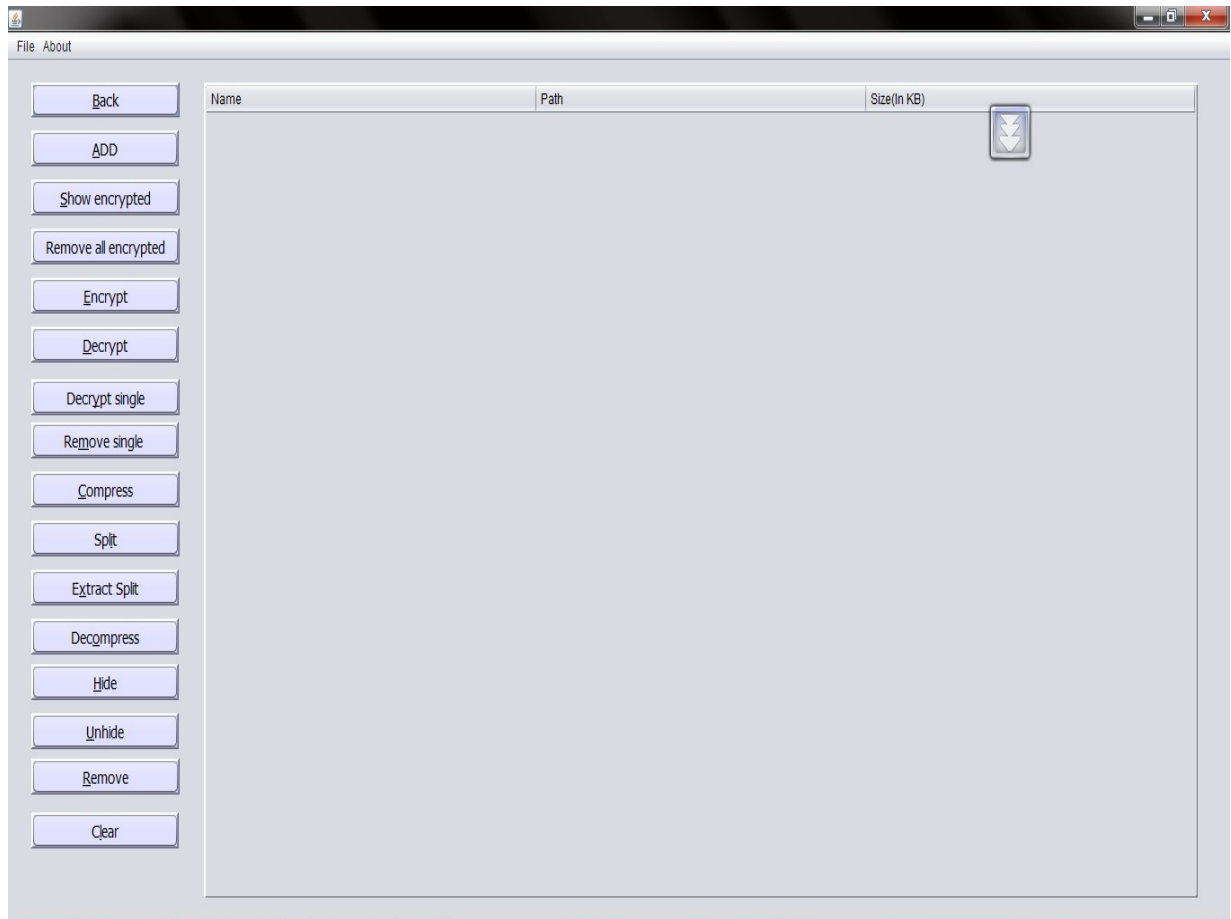 File About
Back
ADD
Show encrypted
Remove all encrypted
Encrypt
Decrypt
Decrypt single
Remove single
Compress
Split
Extract Split
Decompress
Hide
Unhide
Remove
Clear
Name Path Size(In KB)